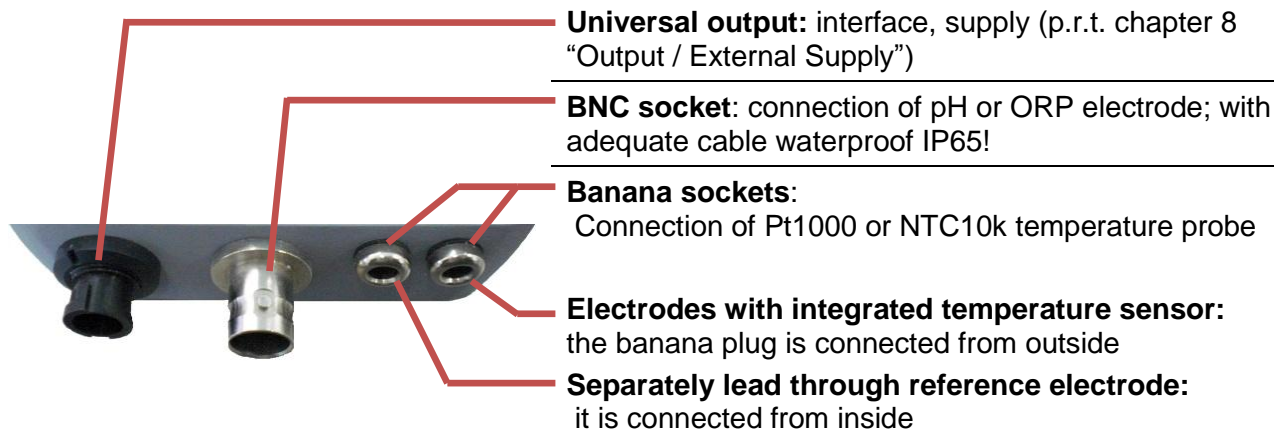 Universal output: interface, supply (p.r.t. chapter 8
“Output / External Supply”)
BNC socket: connection of pH or ORP electrode; with
adequate cable waterproof IP65!
Banana sockets:
Connection of Pt1000 or NTC10k temperature probe
Electrodes with integrated temperature sensor:
the banana plug is connected from outside
Separately lead through reference electrode:
it is connected from inside